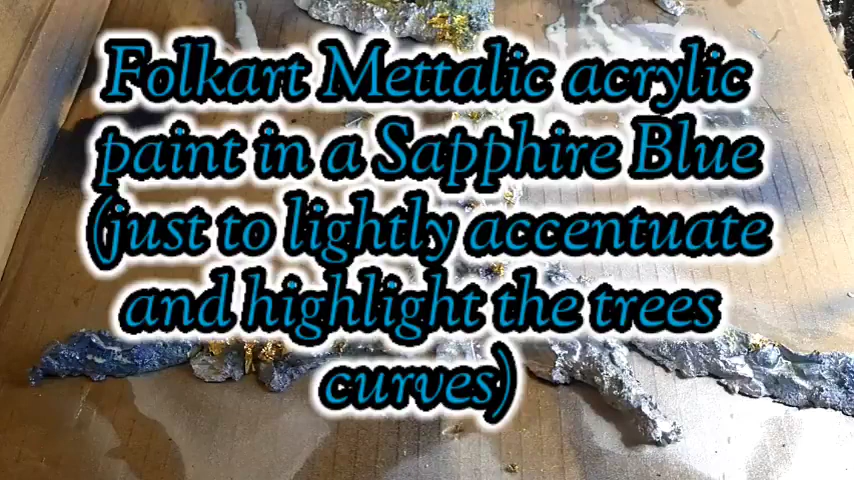 Folkart Mettalic acrylic
paint in a Sapphire Blue
(just to lightly accentuate
and highlight the trees
curves)